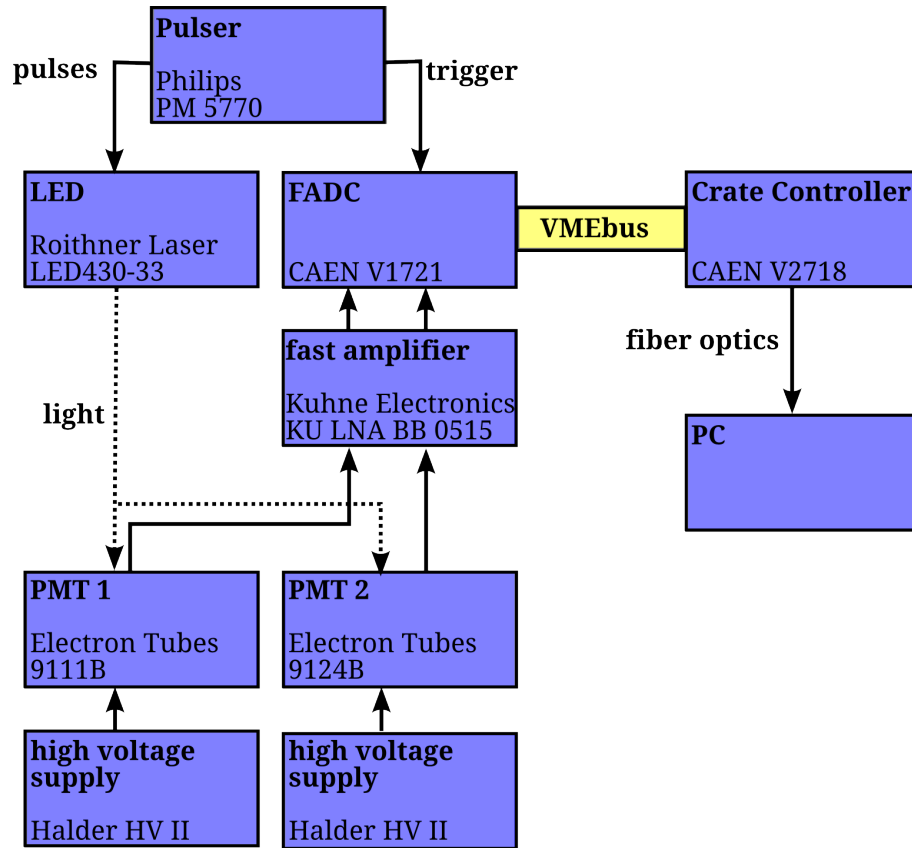 Pulser
Philips
PM 5770
pulses
trigger
LED
Roithner Laser
LED430-33
FADC
CAEN V1721
VMEbus
Crate Controller
CAEN V2718
fiber optics
fast amplifier
Kuhne Electronics
KU LNA BB 0515
light
PC
PMT 1
Electron Tubes
9111B
PMT 2
Electron Tubes
9124B
high voltage
supply
Halder HV II
high voltage
supply
Halder HV II